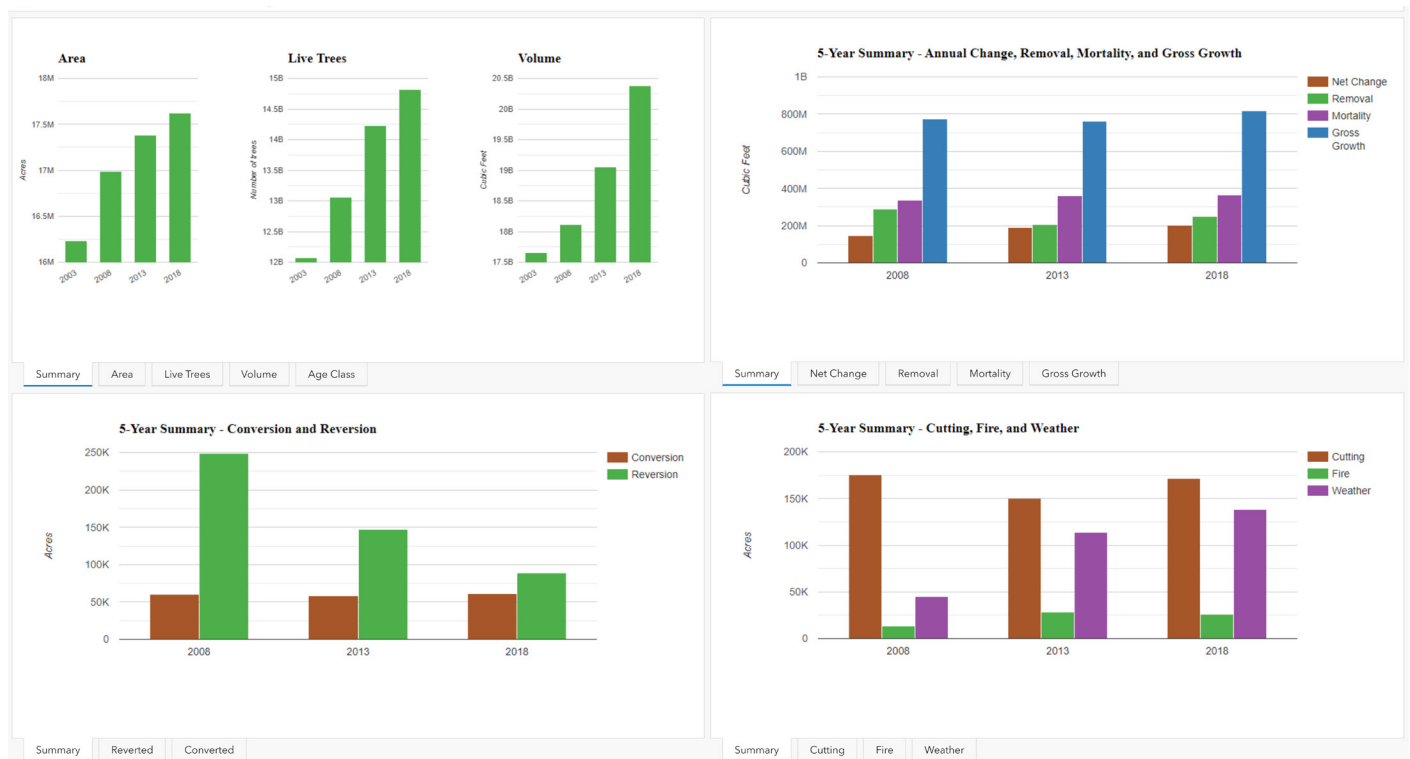 Area
18M
17.5M
17M
16.5M
16M
Acres
2003
2008
2013
2018
Live Trees
15B
14.5B
14B
13.5B
13B
12.5B
12B
Number of trees
2003
2008
2013
2018
Volume
20.5B
20B
19.5B
19B
18.5B
18B
17.5B
Cubic Feet
2003
2008
2013
2018
Summary
Area
Live Trees
Volume
Age Class
5-Year Summary - Annual Change, Removal, Mortality, and Gross Growth
1B
800M
600M
400M
200M
0
Cubic Feet
2008
2013
2018
Net Change
Removal
Mortality
Gross
Growth
Summary
Net Change
Removal
Mortality
Gross Growth
5-Year Summary - Conversion and Reversion
250K
200K
150K
100K
50K
0
Acres
2008
2013
2018
Conversion
Reversion
Summary
Reverted
Converted
5-Year Summary - Cutting, Fire, and Weather
200K
150K
100K
50K
0
Acres
2008
2013
2018
Cutting
Fire
Weather
Summary
Cutting
Fire
Weather